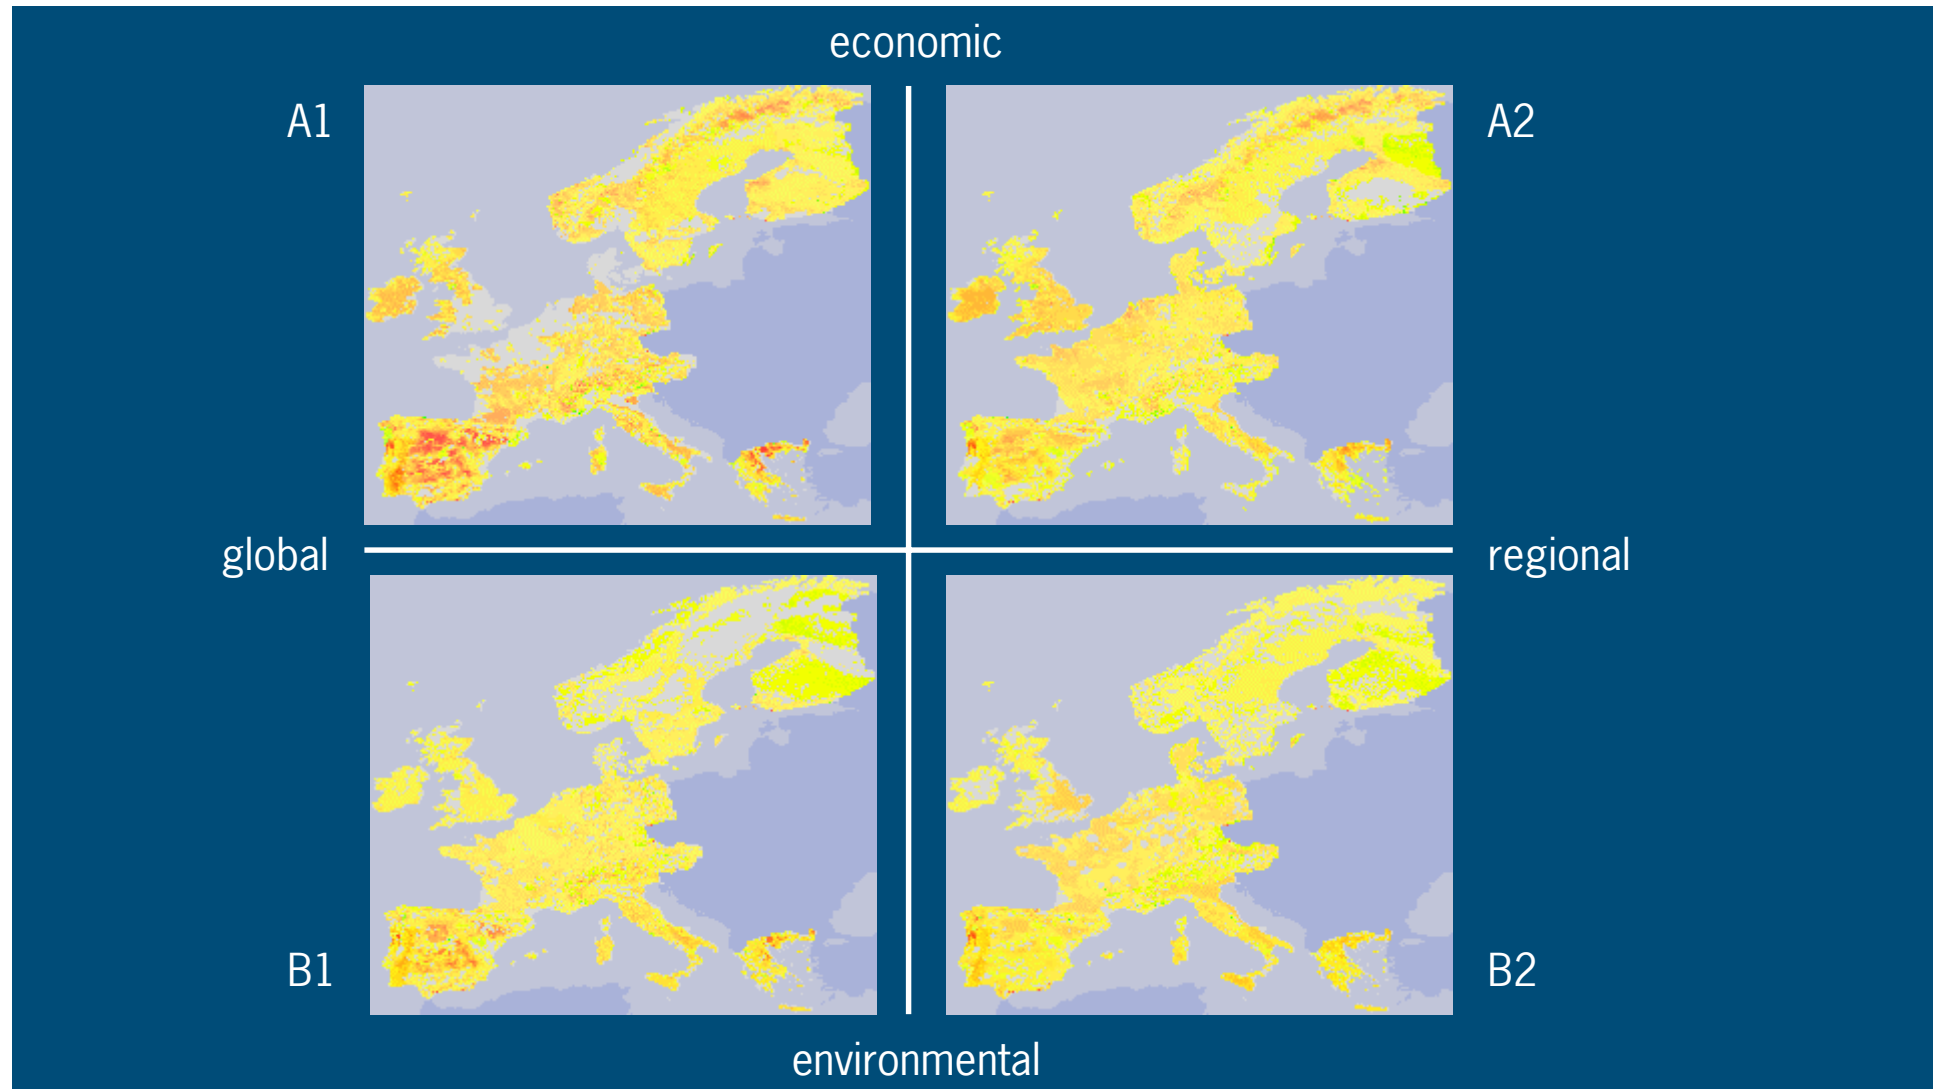 economic
A1
A2
global
regional
B1
B2
environmental